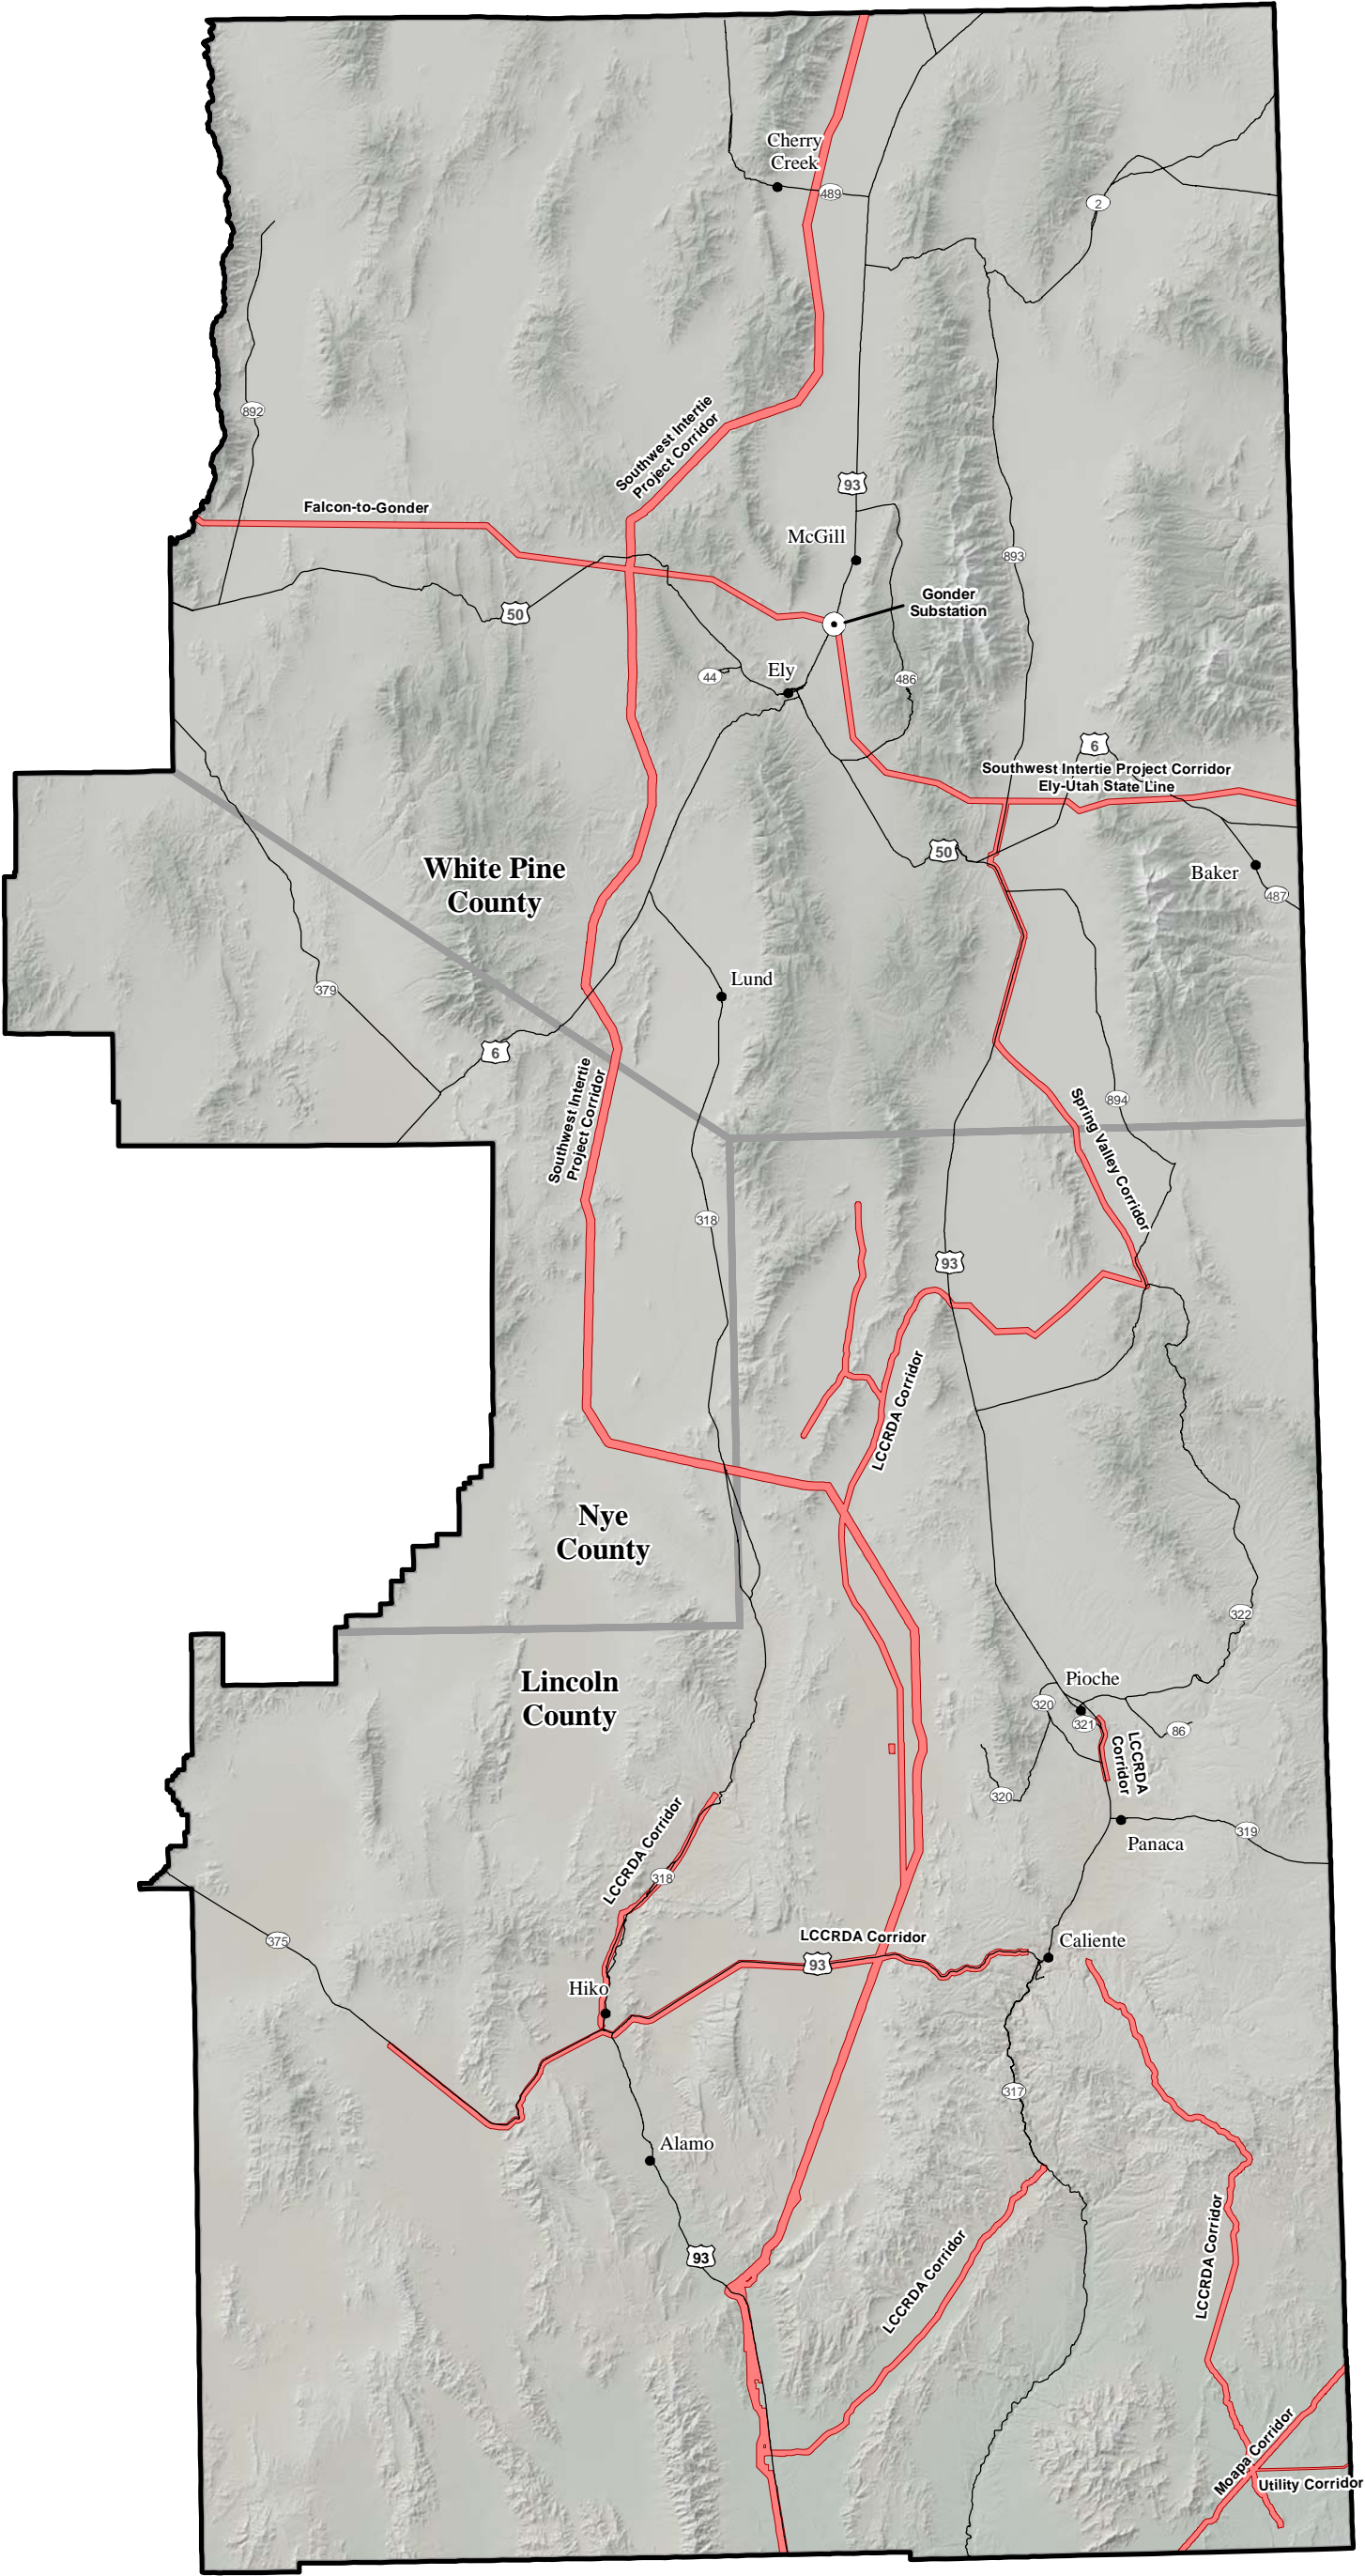 Cherry
Creek
489
2
892
Southwest Intertie
Project Corridor
93
Falcon-to-Gonder
McGill
893
Gonder
Substation
50
Ely
44
486
6
Southwest Intertie Project Corridor
Ely-Utah State Line
50
Baker
487
White Pine
County
Lund
379
6
Southwest Intertie
Project Corridor
894
Spring Valley Corridor
318
93
LCCRDA Corridor
Nye
County
322
Lincoln
County
Pioche
320
321
86
LCCRDA
Corridor
320
Panaca
319
LCCRDA Corridor
318
375
LCCRDA Corridor
93
Caliente
Hiko
317
Alamo
93
LCCRDA Corridor
LCCRDA Corridor
Moapa Corridor
Utility Corridor